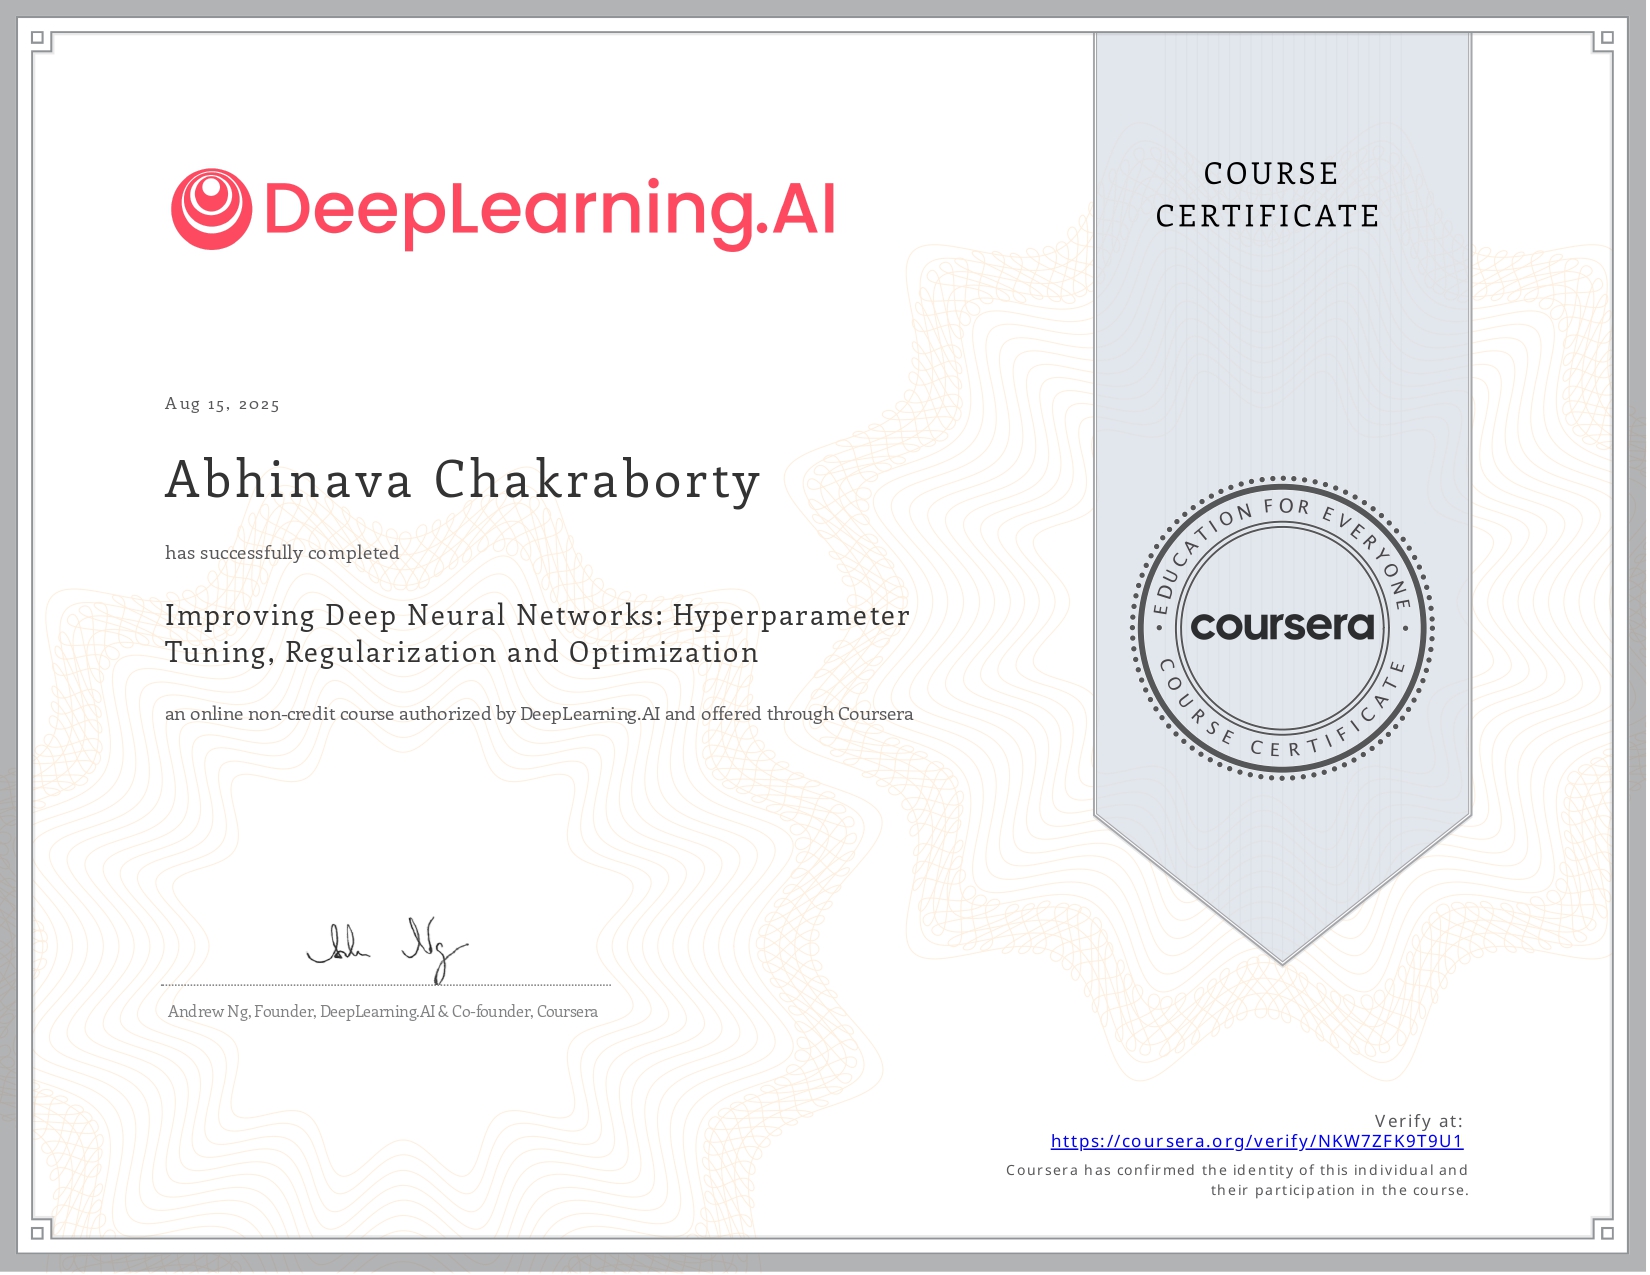 DeepLearning.AI
COURSE
CERTIFICATE
Aug 15, 2025
Abhinava Chakraborty
has successfully completed
Improving Deep Neural Networks: Hyperparameter
Tuning, Regularization and Optimization
an online non-credit course authorized by DeepLearning.AI and offered through Coursera
EDUCATION FOR EVERYONE
coursera
COURSE CERTIFICATE
Andrew Ng, Founder, DeepLearning.AI & Co-founder, Coursera
Verify at:
https://coursera.org/verify/NKW7ZFK9T9U1
Coursera has confirmed the identity of this individual and
their participation in the course.